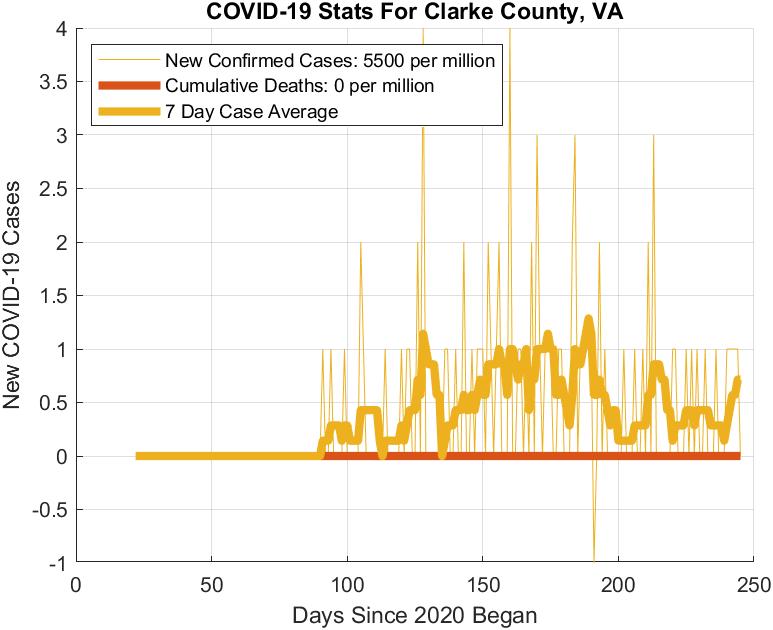 COVID-19 Stats For Clarke County, VA
4
3.5
3
2.5
2
1.5
1
0.5
0
-0.5
-1
New Confirmed Cases: 5500 per million
Cumulative Deaths: 0 per million
7 Day Case Average
New COVID-19 Cases
0 50 100 150 200 250
Days Since 2020 Began